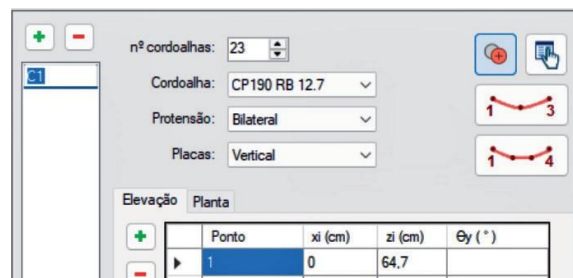 nº cordoalhas: 23
C1
Cordoalha: CP190 RB 12.7
1 3
Protensão: Bilateral
Placas: Vertical
1 4
Elevação Planta
Ponto xi (cm) zi (cm) Өy ( ° )
1 0 64,7